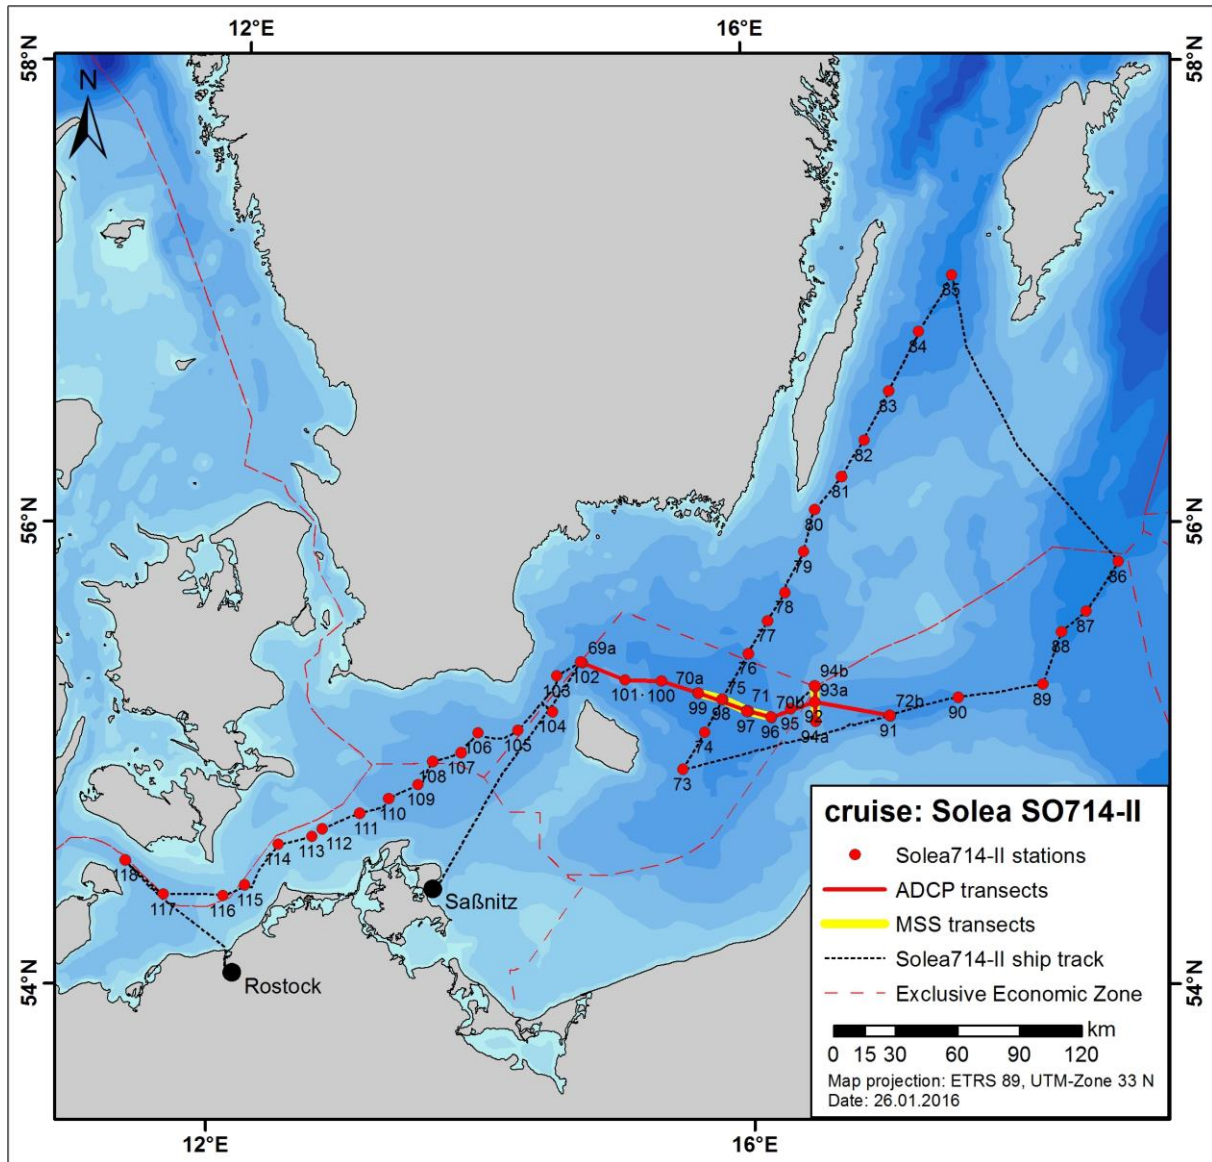 12°E 16°E
58°N 58°N
N
85
84
83
82
81
80
56°N 56°N
79
86
78
77
87
76
88
69a
102
94b
103
70a
75
71
93a
101· 100
72b
89
99
70b
90
98
92
104
97
95
96
91
74
94a
106
105
107
73
108
109
110
111
112
113
114
118
117
116
115
Saßnitz
Rostock
54°N 54°N
cruise: Solea SO714-II
Solea714-II stations
ADCP transects
MSS transects
Solea714-II ship track
Exclusive Economic Zone
km
0 15 30 60 90 120
Map projection: ETRS 89, UTM-Zone 33 N
Date: 26.01.2016
12°E 16°E